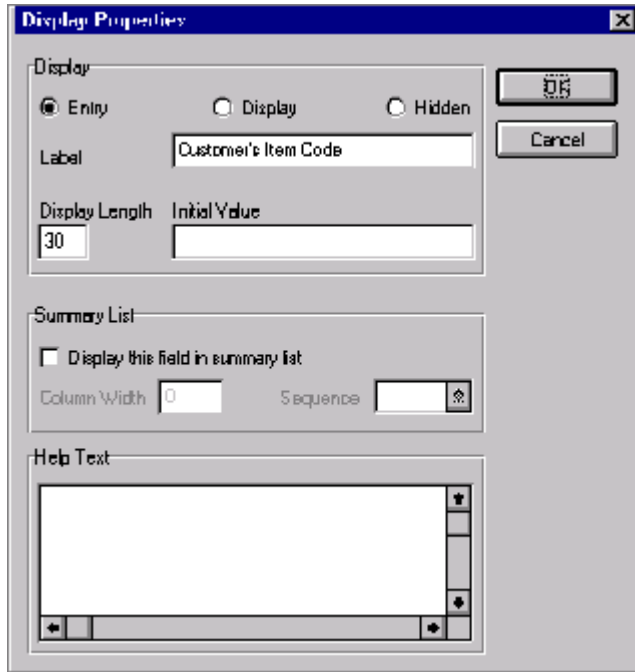 Display Properties
Display
OK
Entry
Display
Hidden
Cancel
Label
Customer's Item Code
Display Length
Initial Value
30
Summary List
Display this field in summary list
Column Width
0
Sequence
Help Text